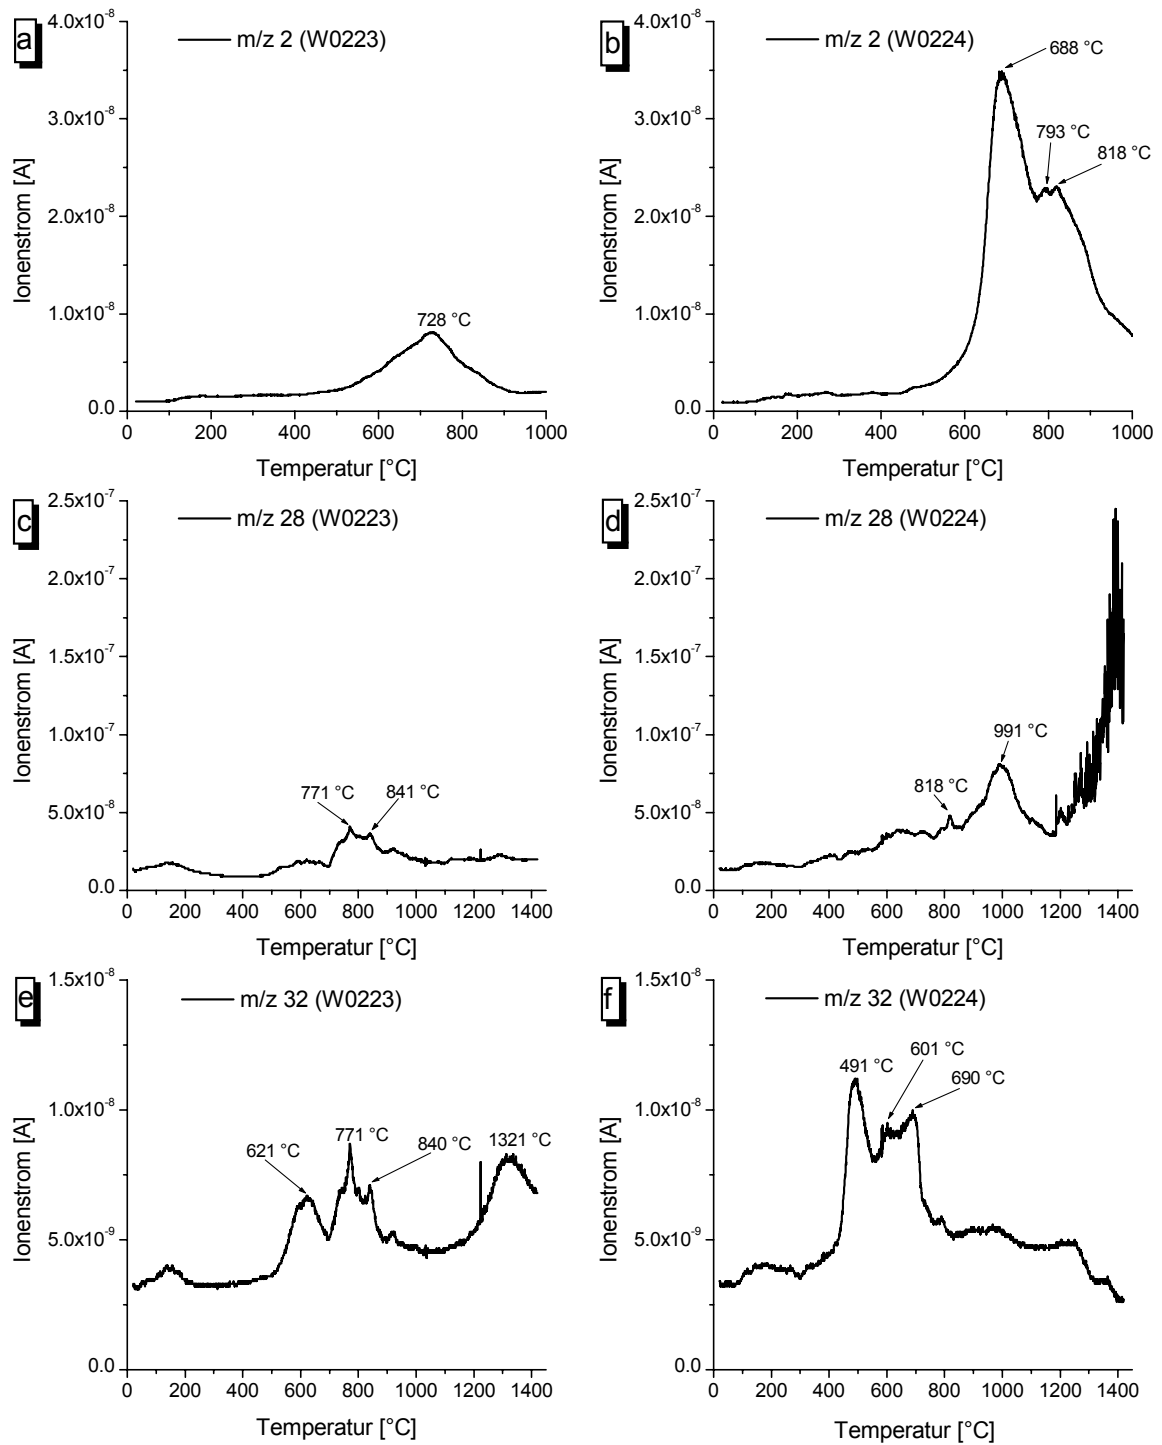 a
m/z 2 (W0223)
4.0x10-8
3.0x10-8
2.0x10-8
1.0x10-8
0.0
Ionenstrom [A]
728 °C
0 200 400 600 800 1000
Temperatur [°C]
b
m/z 2 (W0224)
4.0x10-8
3.0x10-8
2.0x10-8
1.0x10-8
0.0
Ionenstrom [A]
688 °C
793 °C
818 °C
0 200 400 600 800 1000
Temperatur [°C]
c
m/z 28 (W0223)
2.5x10-7
2.0x10-7
1.5x10-7
1.0x10-7
5.0x10-8
0.0
Ionenstrom [A]
771 °C
841 °C
0 200 400 600 800 1000 1200 1400
Temperatur [°C]
d
m/z 28 (W0224)
2.5x10-7
2.0x10-7
1.5x10-7
1.0x10-7
5.0x10-8
0.0
Ionenstrom [A]
991 °C
818 °C
0 200 400 600 800 1000 1200 1400
Temperatur [°C]
e
m/z 32 (W0223)
1.5x10-8
1.0x10-8
5.0x10-9
0.0
Ionenstrom [A]
621 °C
771 °C
840 °C
1321 °C
0 200 400 600 800 1000 1200 1400
Temperatur [°C]
f
m/z 32 (W0224)
1.5x10-8
1.0x10-8
5.0x10-9
0.0
Ionenstrom [A]
491 °C
601 °C
690 °C
0 200 400 600 800 1000 1200 1400
Temperatur [°C]